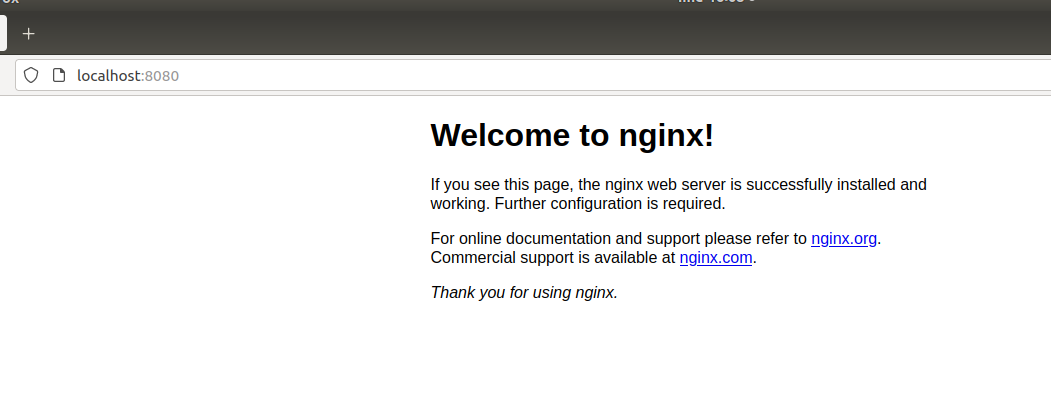 localhost:8080
Welcome to nginx!
If you see this page, the nginx web server is successfully installed and
working. Further configuration is required.
For online documentation and support please refer to nginx.org.
Commercial support is available at nginx.com.
Thank you for using nginx.